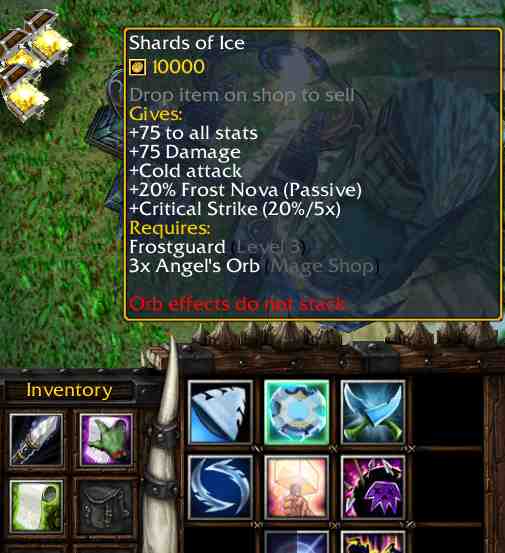 Shards of Ice
10000
Drop item on shop to sell
Gives:
+75 to all stats
+75 Damage
+Cold attack
+20% Frost Nova (Passive)
+Critical Strike (20%/5x)
Requires:
Frostguard (Level 3)
3x Angel's Orb (Mage Shop)
Orb effects do not stack.
Inventory